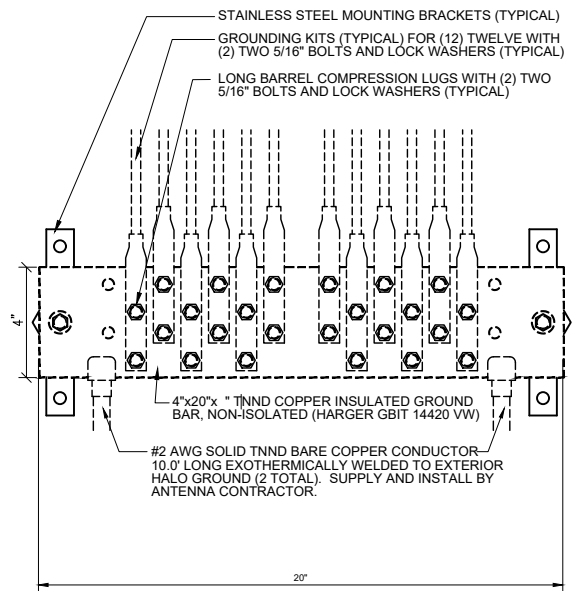 STAINLESS STEEL MOUNTING BRACKETS (TYPICAL)
GROUNDING KITS (TYPICAL) FOR (12) TWELVE WITH
(2) TWO 5/16" BOLTS AND LOCK WASHERS (TYPICAL)
LONG BARREL COMPRESSION LUGS WITH (2) TWO
5/16" BOLTS AND LOCK WASHERS (TYPICAL)
4"
4"x20"x " TNND COPPER INSULATED GROUND
BAR, NON-ISOLATED (HARGER GBIT 14420 VW)
#2 AWG SOLID TNND BARE COPPER CONDUCTOR
10.0' LONG EXOTHERMICALLY WELDED TO EXTERIOR
HALO GROUND (2 TOTAL). SUPPLY AND INSTALL BY
ANTENNA CONTRACTOR.
20"